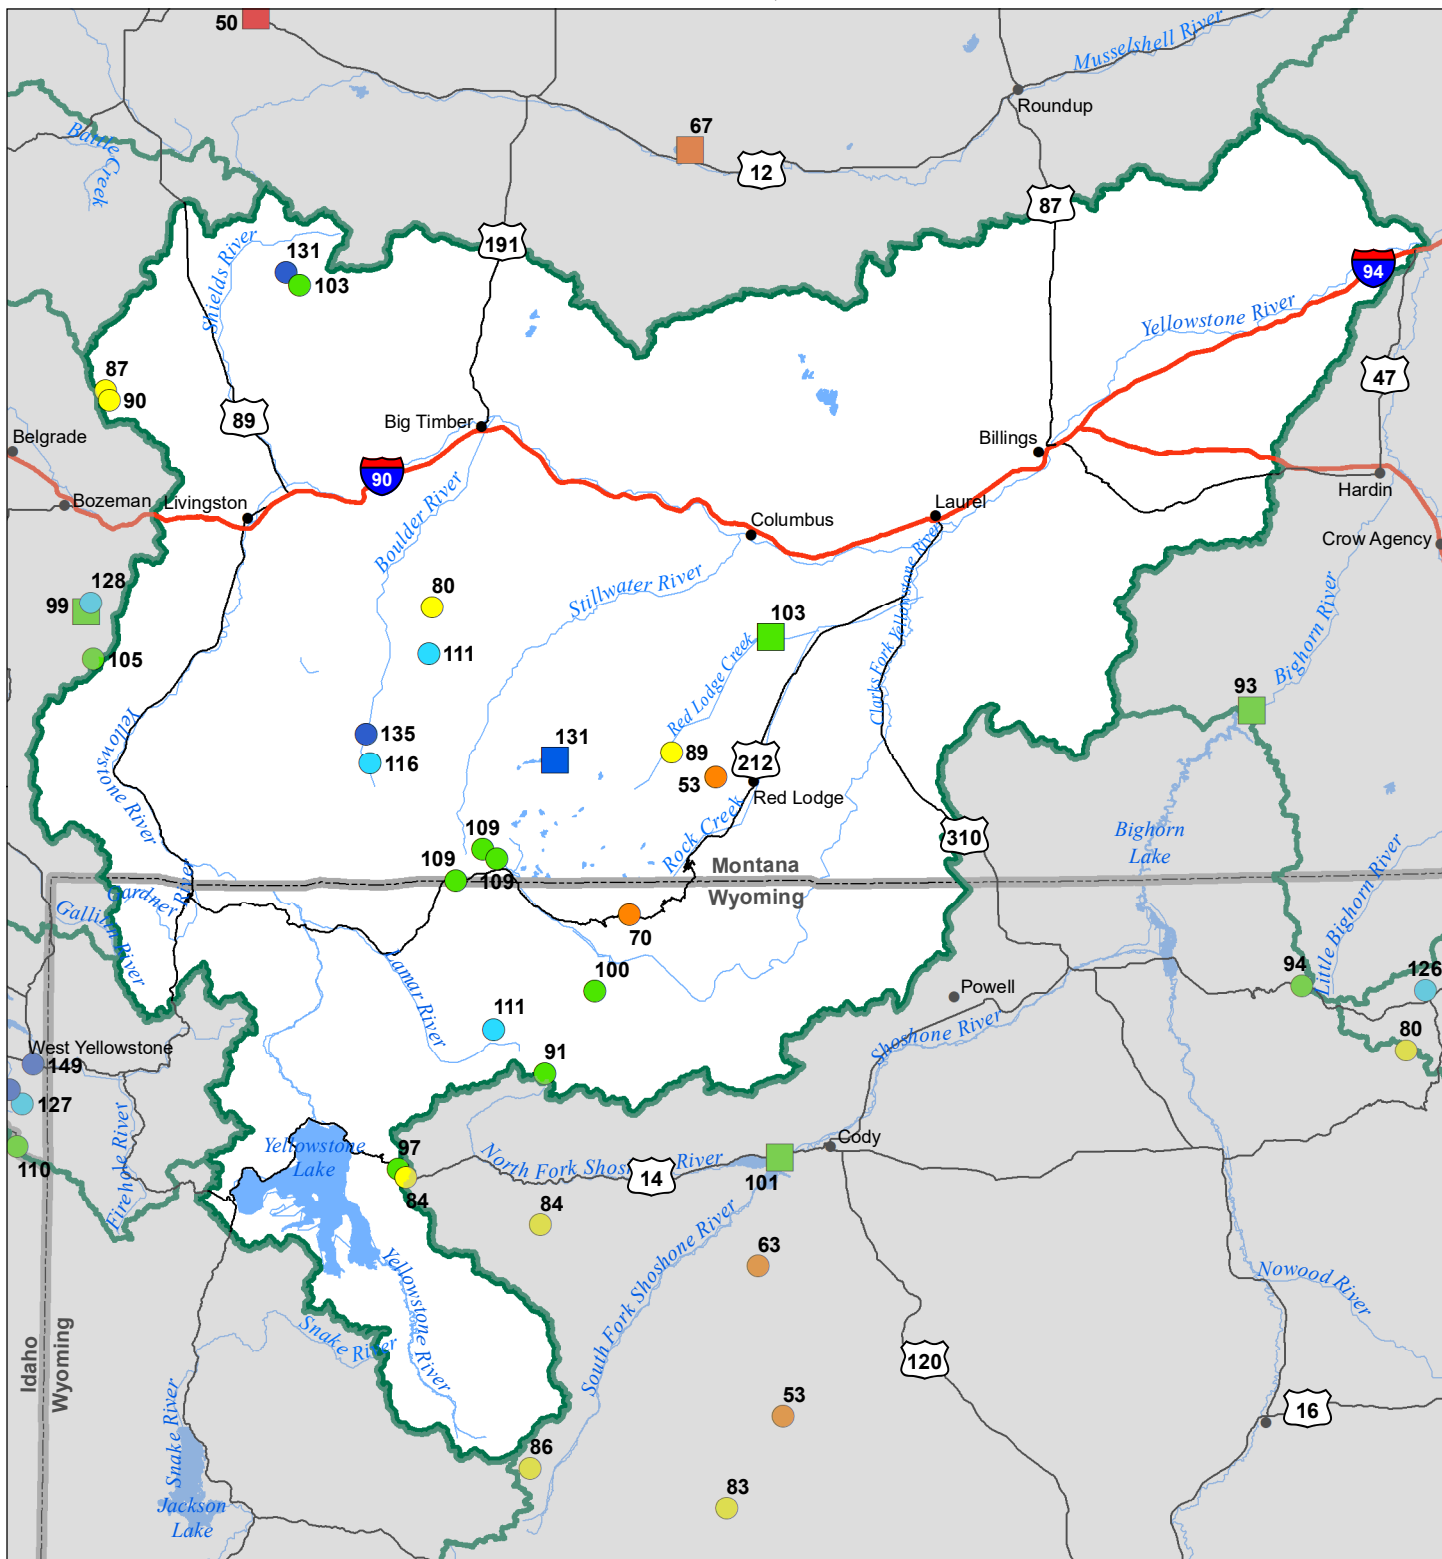 50
Musselshell River
Roundup
67
12
Battle
Creek
87
191
131
103
Shields River
94
Yellowstone River
87
90
47
89
Big Timber
Belgrade
Billings
90
Bozeman
Livingston
Hardin
Laurel
Columbus
Crow Agency
Boulder River
Stillwater River
128
99
80
103
105
111
Red Lodge Creek
Clarks Fork Yellowstone River
Bighorn River
93
Yellowstone River
135
116
131
89
53
212
Red Lodge
310
Bighorn
Lake
109
109
109
Rock Creek
Montana
Wyoming
Gardner River
Gallitin River
Little Bighorn River
70
Lamar River
100
94
126
Powell
111
Shoshone River
West Yellowstone
149
91
80
127
Firehole River
110
Yellowstone
Lake
97
84
North Fork Shoshone River
14
Cody
101
84
63
South Fork Shoshone River
Yellowstone River
Snake River
Nowood River
Idaho
Wyoming
120
Snake River
53
16
86
83
Jackson
Lake